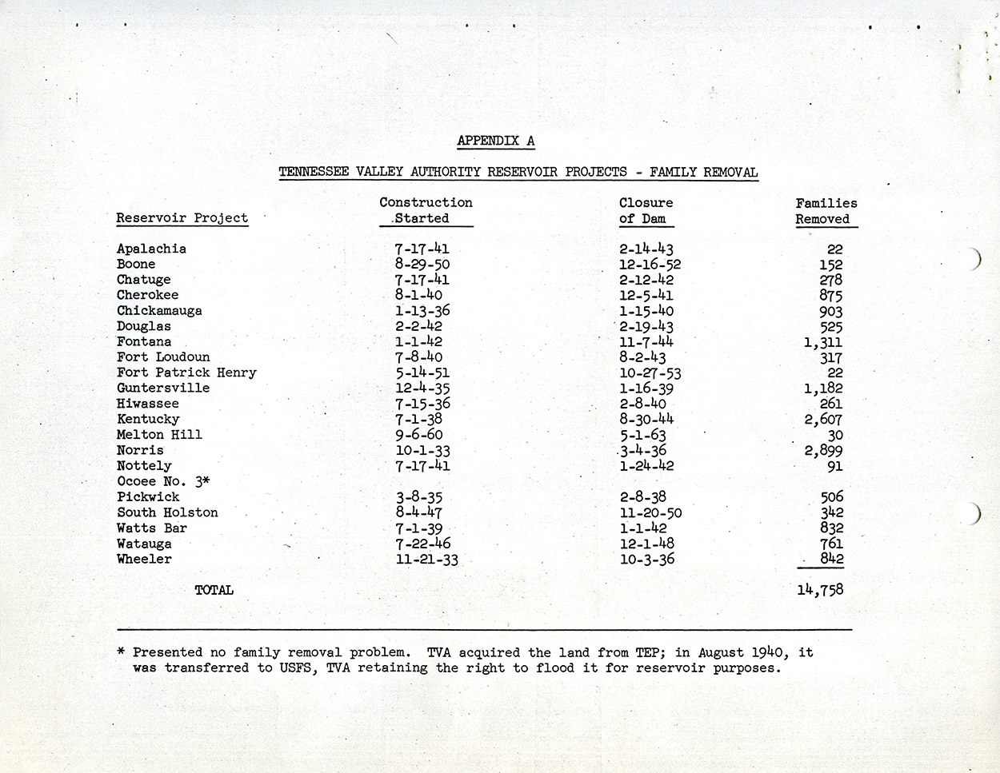 APPENDIX A
TENNESSEE VALLEY AUTHORITY RESERVOIR PROJECTS - FAMILY REMOVAL
Construction Closure Families
Reservoir Project Started of Dam Removed
Apalachia 7-17-41 2-14-43 22
Boone 8-29-50 12-16-52 152
Chatuge 7-17-41 2-12-42 278
Cherokee 8-1-40 12-5-41 875
Chickamauga 1-13-36 1-15-40 903
Douglas 2-2-42 2-19-43 525
Fontana 1-1-42 11-7-44 1,311
Fort Loudoun 7-8-40 8-2-43 317
Fort Patrick Henry 5-14-51 10-27-53 22
Guntersville 12-4-35 1-16-39 1,182
Hiwassee 7-15-36 2-8-40 261
Kentucky 7-1-38 8-30-44 2,607
Melton Hill 9-6-60 5-1-63 30
Norris 10-1-33 3-4-36 2,899
Nottely 7-17-41 1-24-42 91
Ocoee No. 3*
Pickwick 3-8-35 2-8-38 506
South Holston 8-4-47 11-20-50 342
Watts Bar 7-1-39 1-1-42 832
Watauga 7-22-46 12-1-48 761
Wheeler 11-21-33 10-3-36 842
TOTAL 14,758
* Presented no family removal problem. TVA acquired the land from TEP; in August 1940, it
was transferred to USFS, TVA retaining the right to flood it for reservoir purposes.